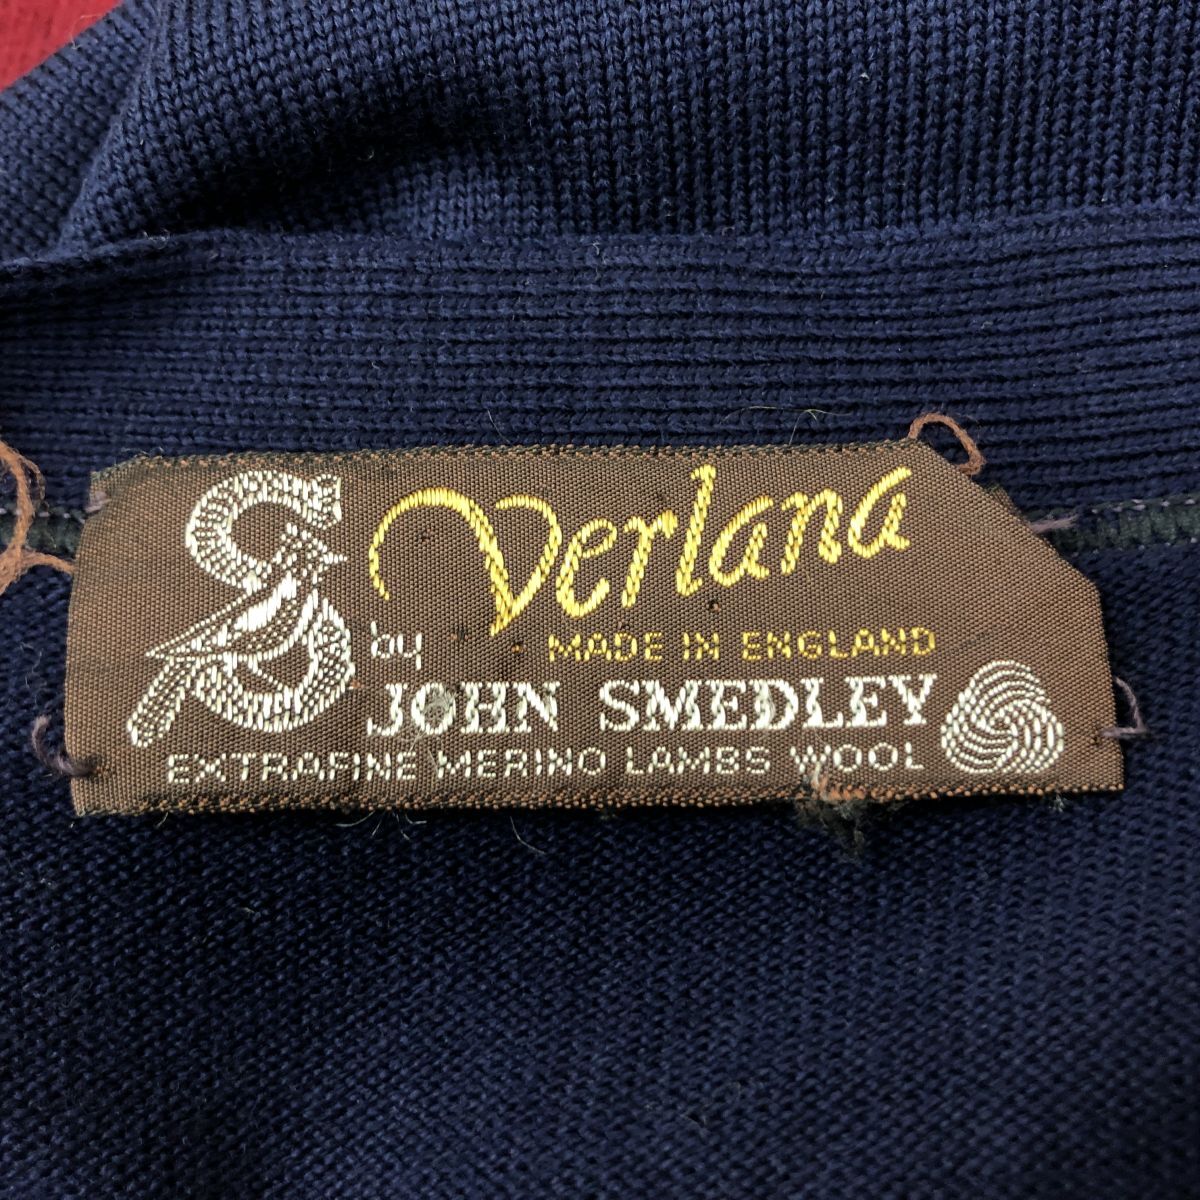 Verlana
by
MADE IN ENGLAND
JOHN SMEDLEY
EXTRAFINE MERINO LAMBS WOOL